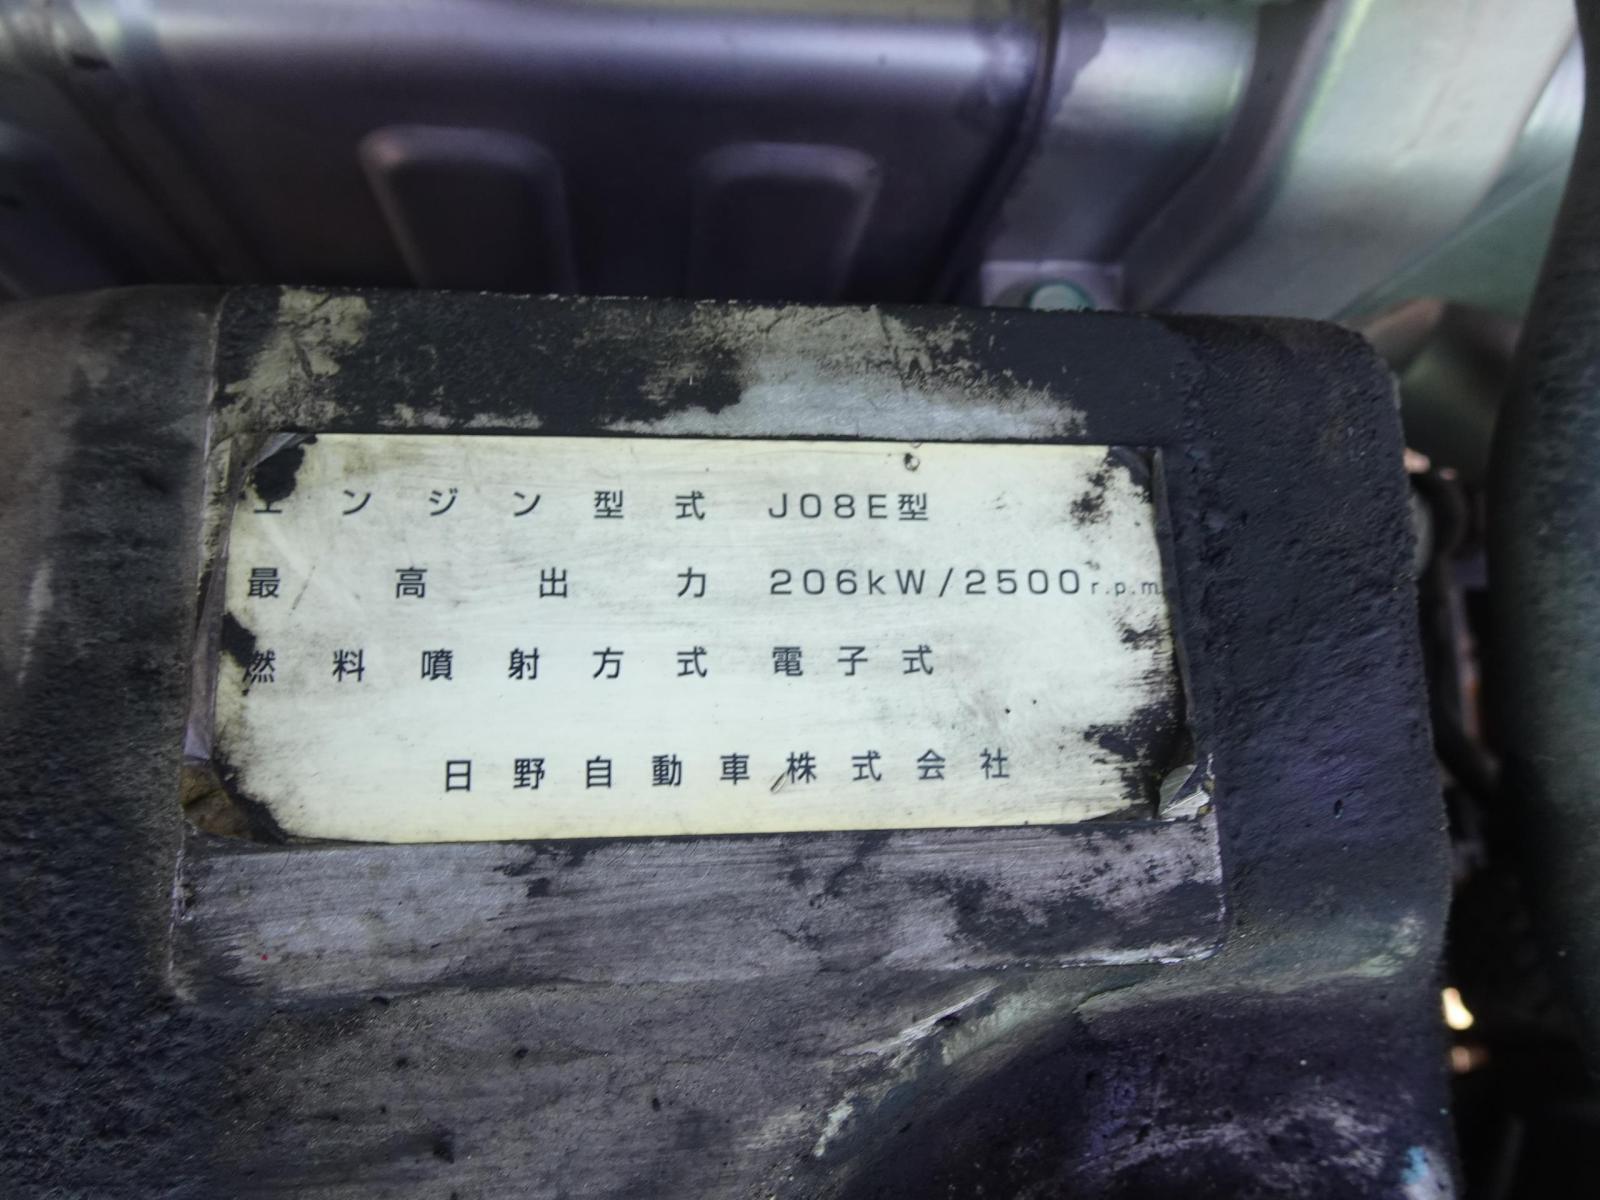 エンジン型式 J08E型
最高出力 206kW/2500r.p.m
燃料噴射方式 電子式
日野自動車株式会社